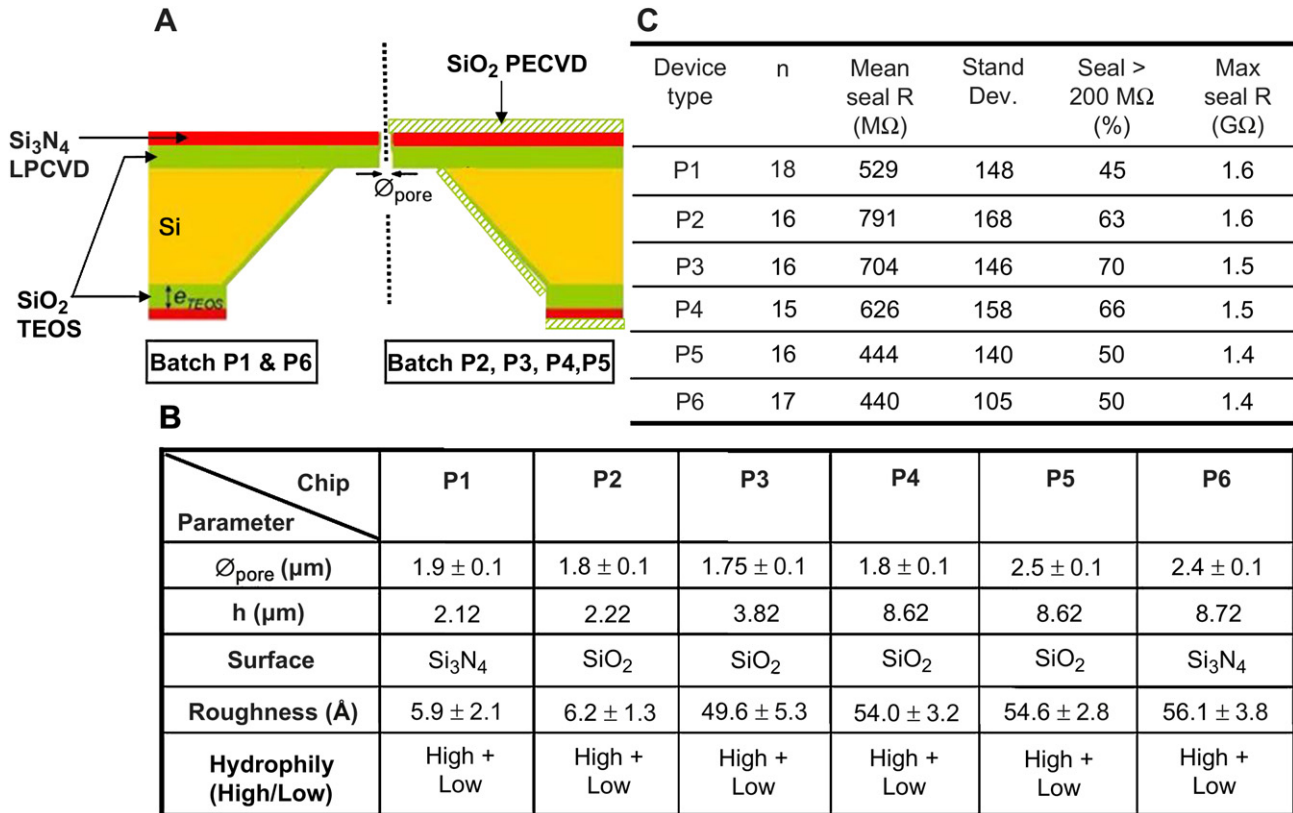 A
SiO₂ PECVD
Si₃N₄
LPCVD
∅pore
Si
SiO₂
TEOS
eTEOS
Batch P1 & P6
Batch P2, P3, P4,P5
C
Device type n Mean seal R (MΩ) Stand Dev. Seal > 200 MΩ (%) Max seal R (GΩ)
P1 18 529 148 45 1.6
P2 16 791 168 63 1.6
P3 16 704 146 70 1.5
P4 15 626 158 66 1.5
P5 16 444 140 50 1.4
P6 17 440 105 50 1.4
B
Chip Parameter P1 P2 P3 P4 P5 P6
∅pore (µm) 1.9 ± 0.1 1.8 ± 0.1 1.75 ± 0.1 1.8 ± 0.1 2.5 ± 0.1 2.4 ± 0.1
h (µm) 2.12 2.22 3.82 8.62 8.62 8.72
Surface Si₃N₄ SiO₂ SiO₂ SiO₂ SiO₂ Si₃N₄
Roughness (Å) 5.9 ± 2.1 6.2 ± 1.3 49.6 ± 5.3 54.0 ± 3.2 54.6 ± 2.8 56.1 ± 3.8
Hydrophily (High/Low) High + Low High + Low High + Low High + Low High + Low High + Low